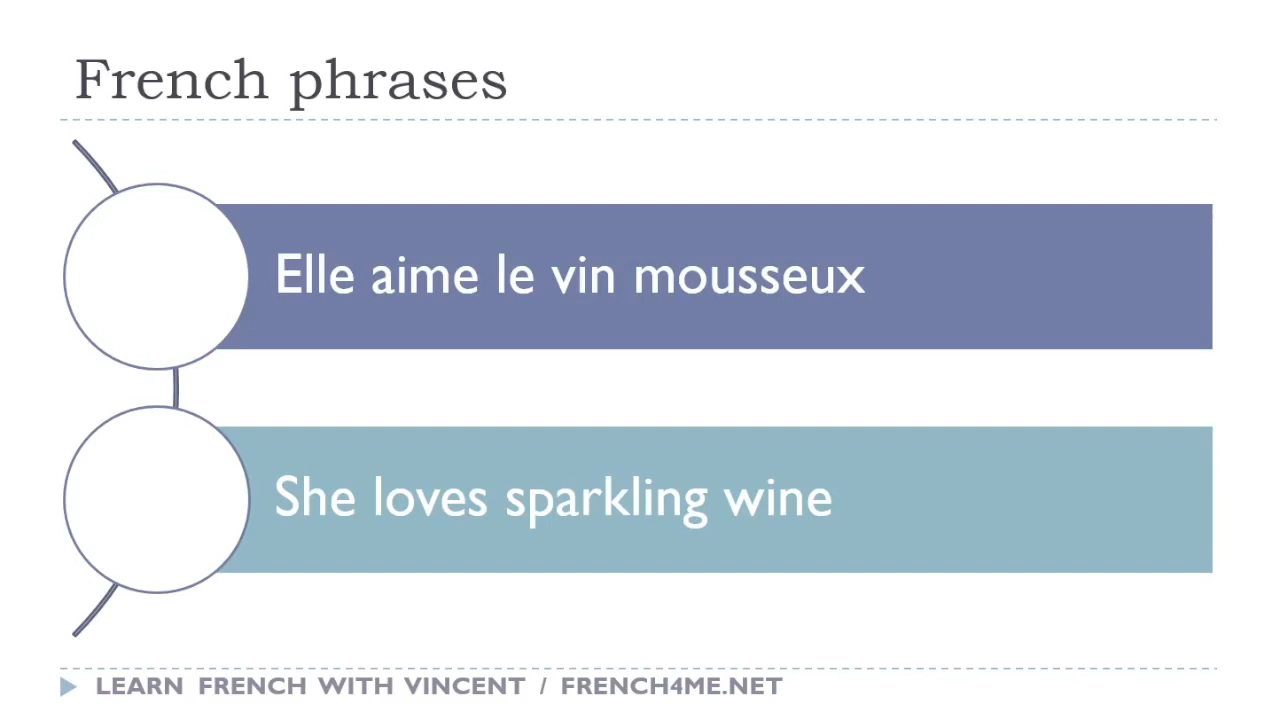 French phrases
Elle aime le vin mousseux
She loves sparkling wine
LEARN FRENCH WITH VINCENT / FRENCH4ME.NET